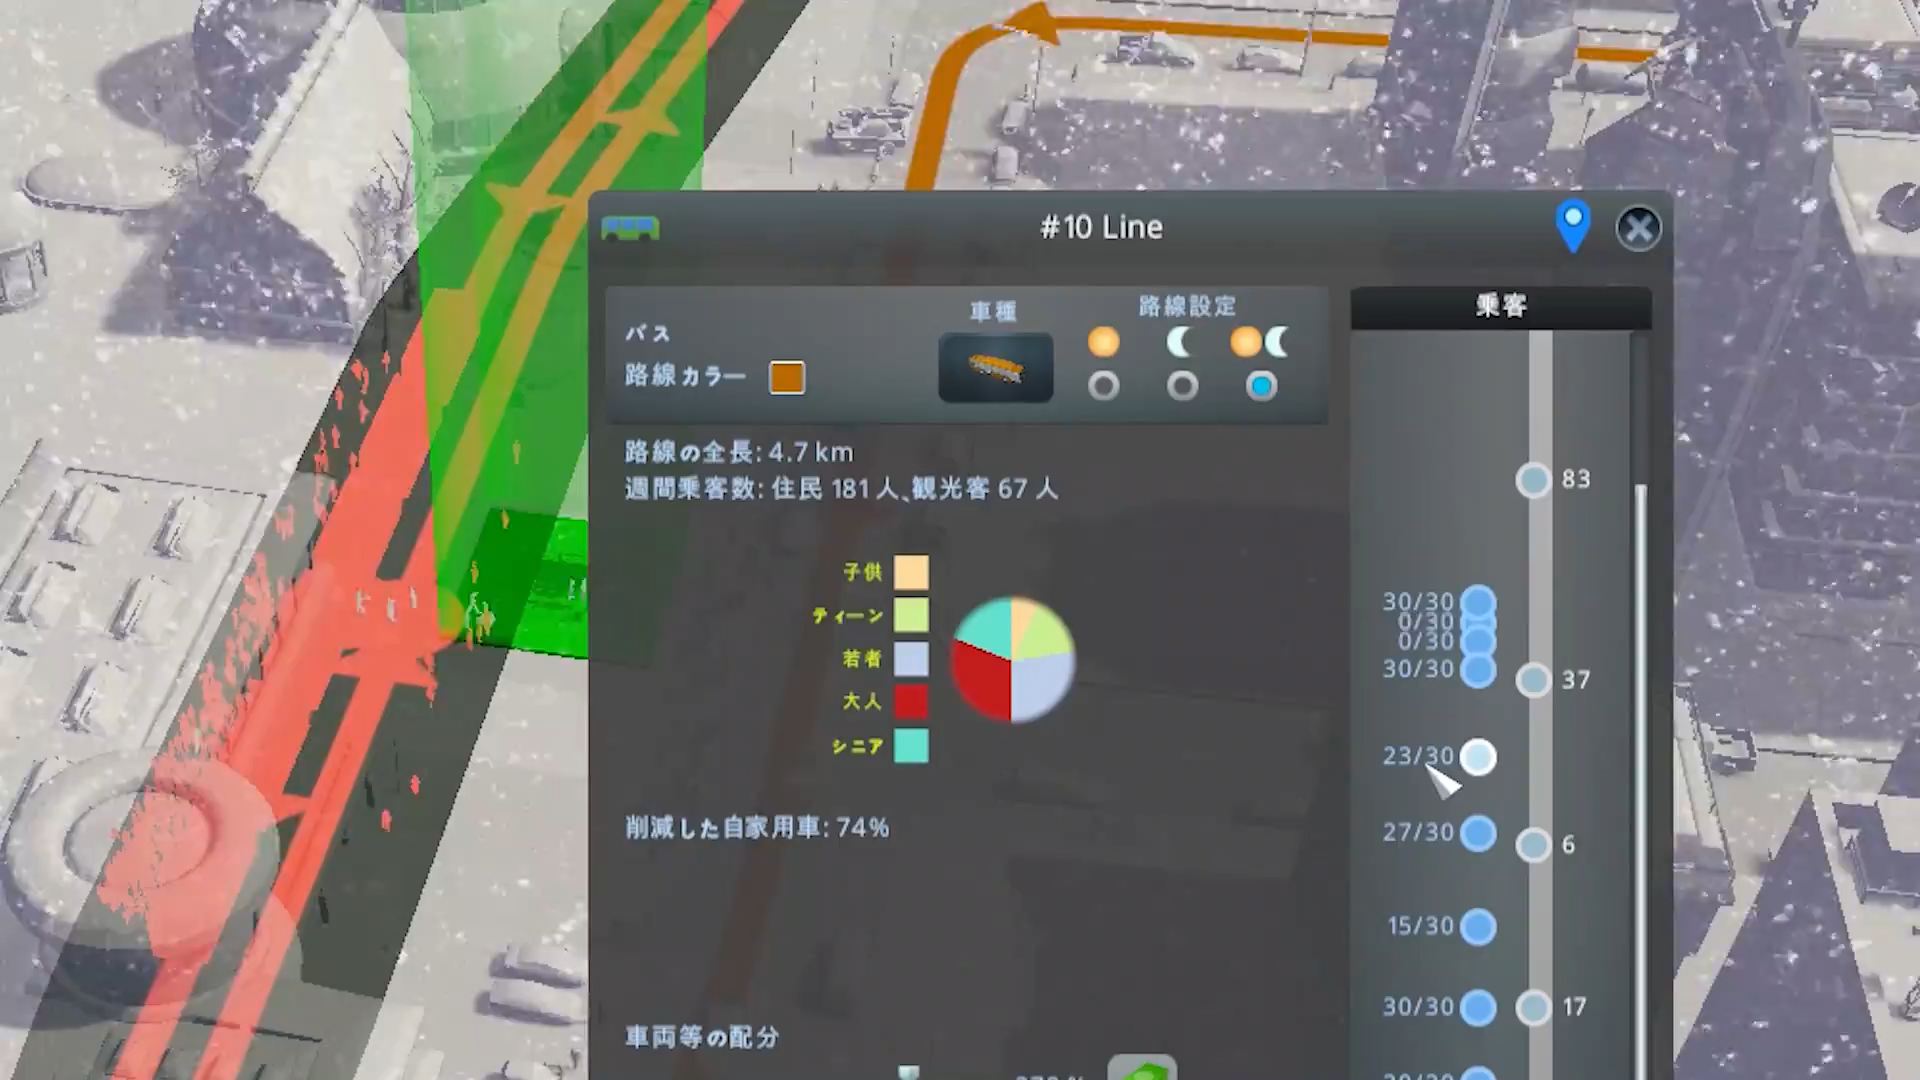 #10 Line
バス
路線カラー
車種
路線設定
路線の全長: 4.7 km
週間乗客数: 住民 181 人、観光客 67 人
子供
ティーン
若者
大人
シニア
削減した自家用車: 74%
車両等の配分
乗客
83
30/30
0/30
0/30
30/30
37
23/30
27/30
6
15/30
30/30
17